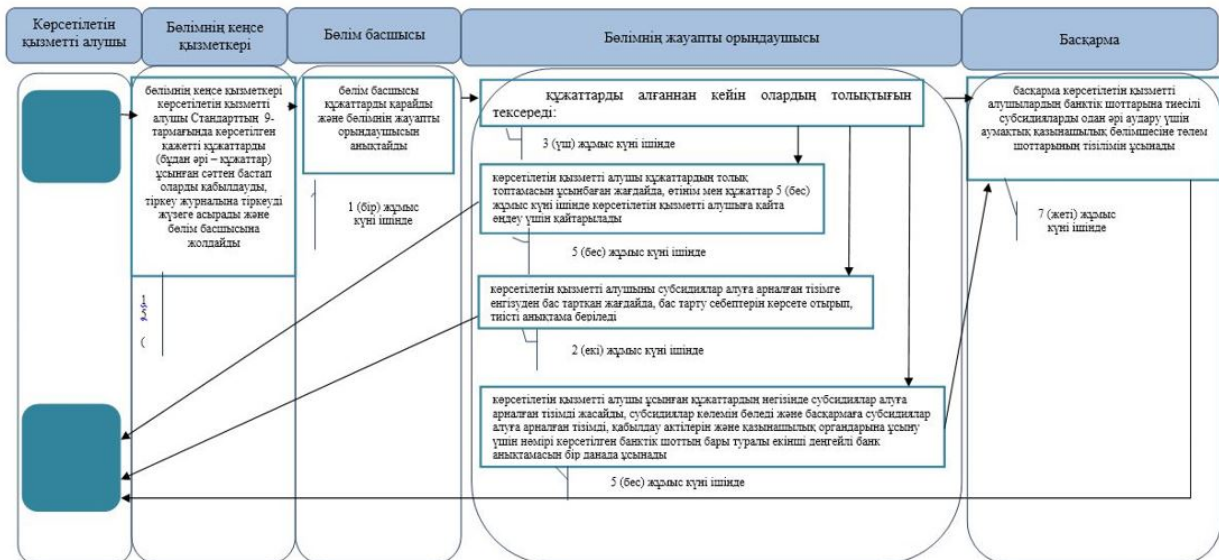 Көрсетілетін
қызметті алушы
Бөлімнің кеңсе
қызметкері
Бөлім басшысы
Бөлімнің жауапты орындаушысы
Басқарма
бөлімнің кеңсе қызметкері
көрсетілетін қызметті
алушы Стандарттың 9-
тармағында көрсетілген
қажетті құжаттарды
(бұдан әрі – құжаттар)
ұсынған сәттен бастап
оларды қабылдауды,
тіркеу журналына тіркеуді
жүзеге асырады және
бөлім басшысына
жолдайды
(
бөлім басшысы
құжаттарды қарайды
және бөлімнін жауапты
орындаушысын
анықтайды
1 (бір) жұмыс
күні ішінде
құжаттарды алғаннан кейін олардың толықтығын
тексереді:
3 (үш) жұмыс күні ішінде
көрсетілетін қызметті алушы құжаттардың толық
топтамасын ұсынбаған жағдайда, өтінім мен құжаттар 5 (бес)
жұмыс күні ішінде көрсетілетін қызметті алушыға қайта
өңдеу үшін қайтарылады
5 (бес) жұмыс күні ішінде
көрсетілетін қызметті алушыны субсидиялар алуға арналған тізімге
енгізуден бас тартқан жағдайда, бас тарту себептерін көрсете отырып,
тиісті анықтама беріледі
2 (екі) жұмыс күні ішінде
көрсетілетін қызметті алушы ұсынған құжаттардың негізінде субсидиялар алуға
арналған тізімді жасайды, субсидиялар көлемін бөледі және басқармаға субсидиялар
алуға арналған тізімді, қабылдау актілерін және қазынашылық органдарына ұсыну
үшін нөмірі көрсетілген банктік шоттың бары туралы екінші деңгейлі банк
анықтамасын бір данада ұсынады
5 (бес) жұмыс күні ішінде
басқарма көрсетілетін қызметті
алушылардың банктік шоттарына тиесілі
субсидияларды одан әрі аудару үшін
аумақтық қазынашылық бөлімшесіне төлем
шоттарының тізілімін ұсынады
7 (жеті) жұмыс
күні ішінде